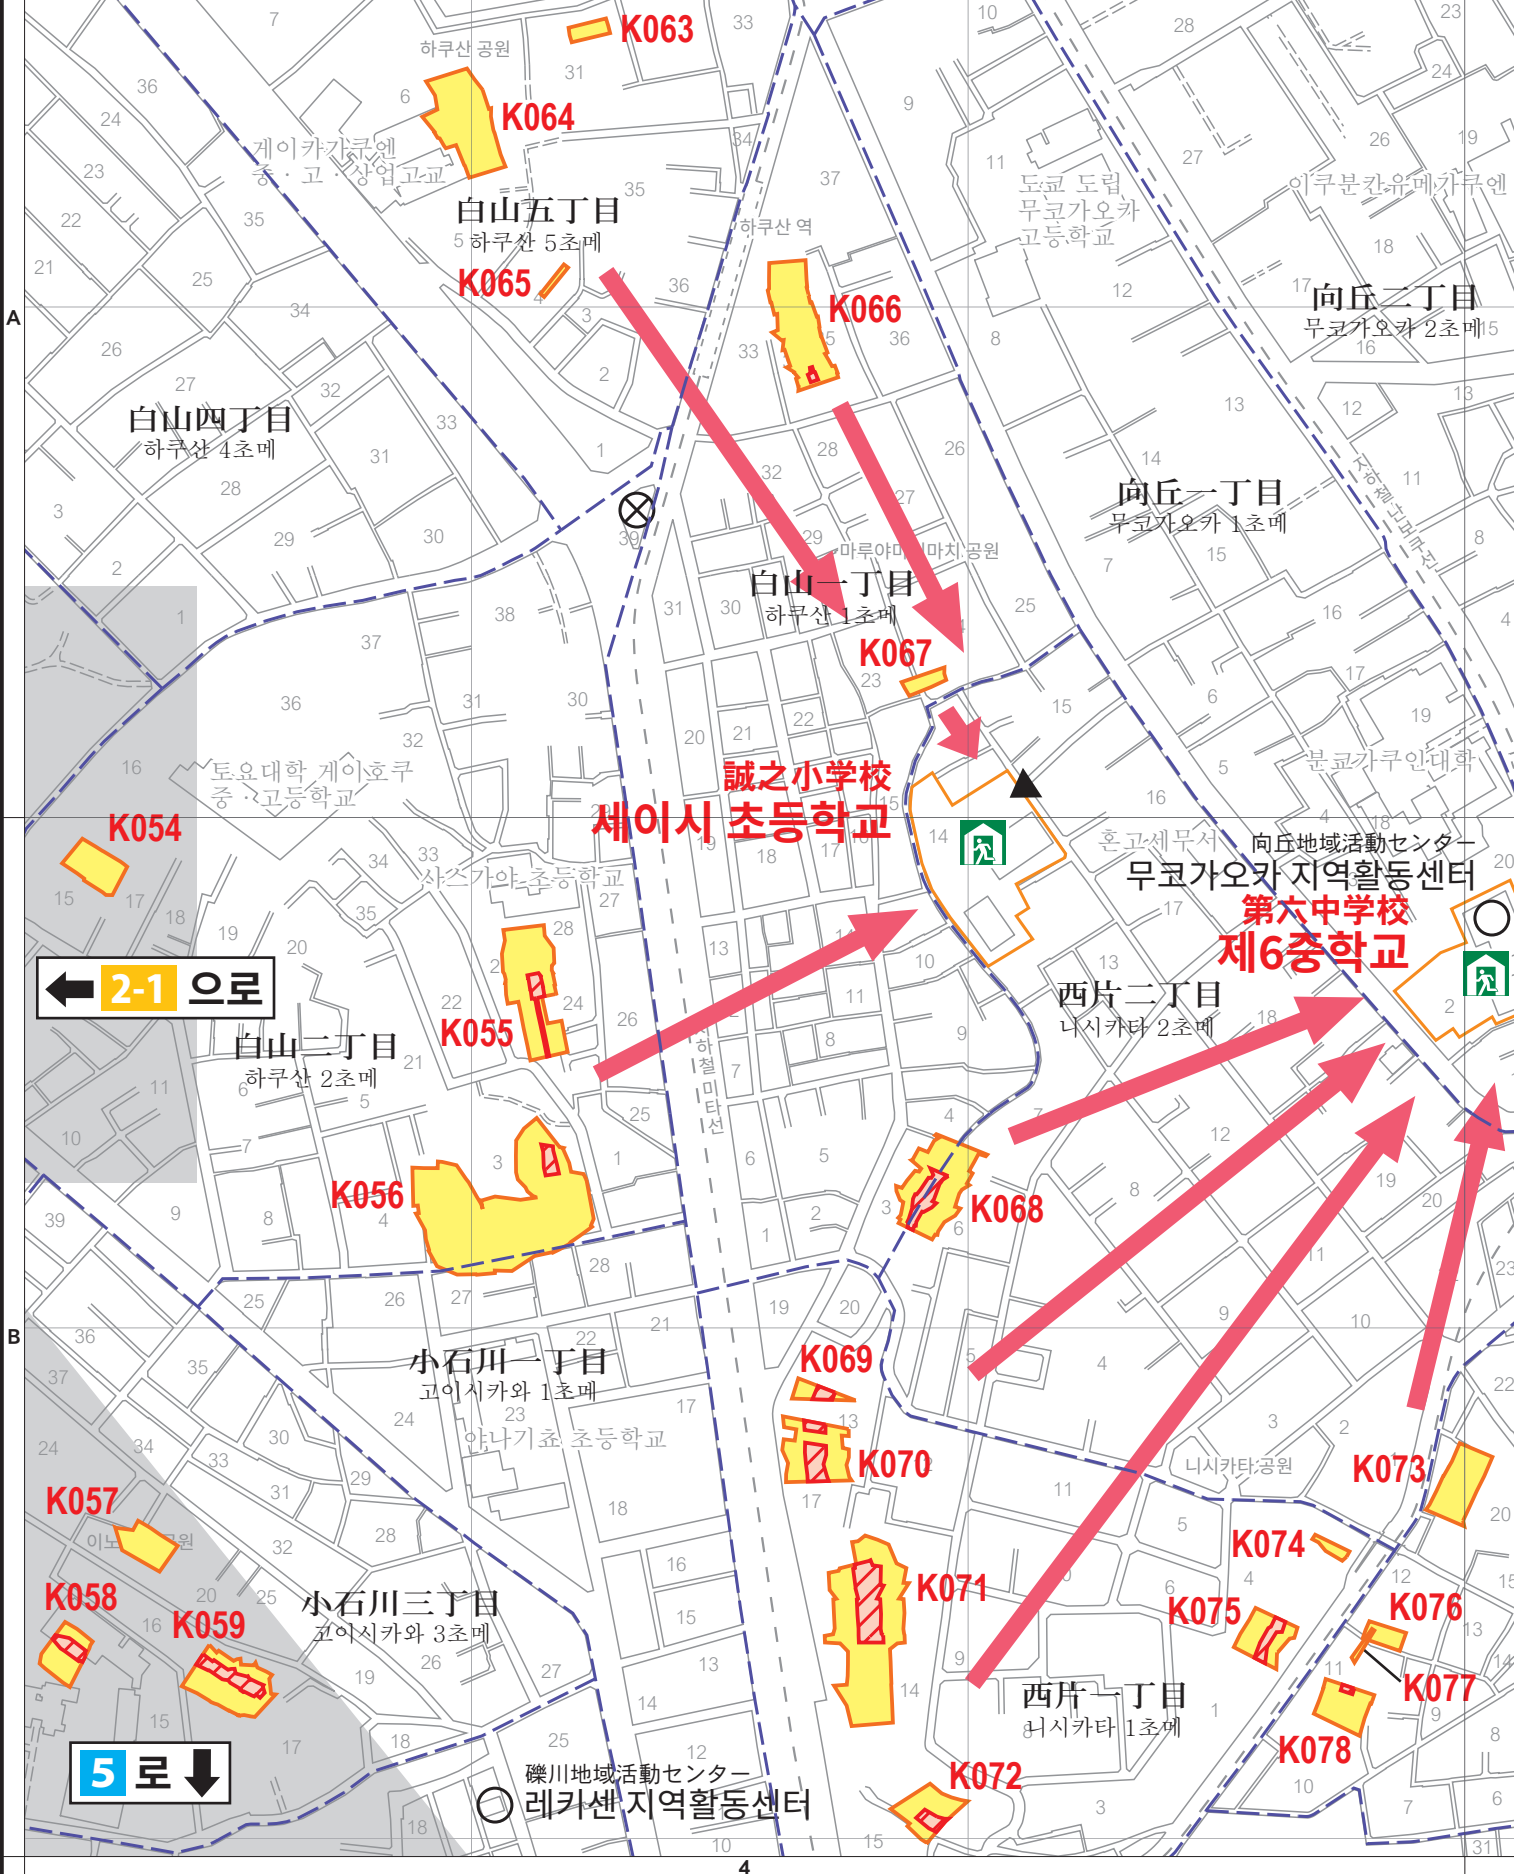 하쿠산 공원
K063
K064
게이카가쿠엔
중·고·상업고교
白山五丁目
하쿠산 5초메
K065
하쿠산 역
K066
도쿄 도립
무코가오카
고등학교
이쿠분칸유메가쿠엔
向丘二丁目
무코가오카 2초메
A
白山四丁目
하쿠산 4초메
向丘一丁目
무코가오카 1초메
지하철난보쿠선
白山一丁目
하쿠산 1초메
K067
토요대학 게이호쿠
중·고등학교
분쿄가쿠인대학
誠之小学校
세이시 초등학교
K054
사스가야 초등학교
혼고세무서
向丘地域活動センター
무코가오카 지역활동센터
第六中学校
제6중학교
2-1 으로
K055
白山二丁目
하쿠산 2초메
西片二丁目
니시카타 2초메
지하철미타선
K056
K068
B
小石川一丁目
고이시카와 1초메
야나기쵸 초등학교
K069
K070
니시카타 공원
K073
K057
K058
K059
小石川三丁目
고이시카와 3초메
K071
K074
K075
K076
K077
K078
西片一丁目
니시카타 1초메
K072
5 로
礫川地域活動センター
레키센 지역활동센터
4